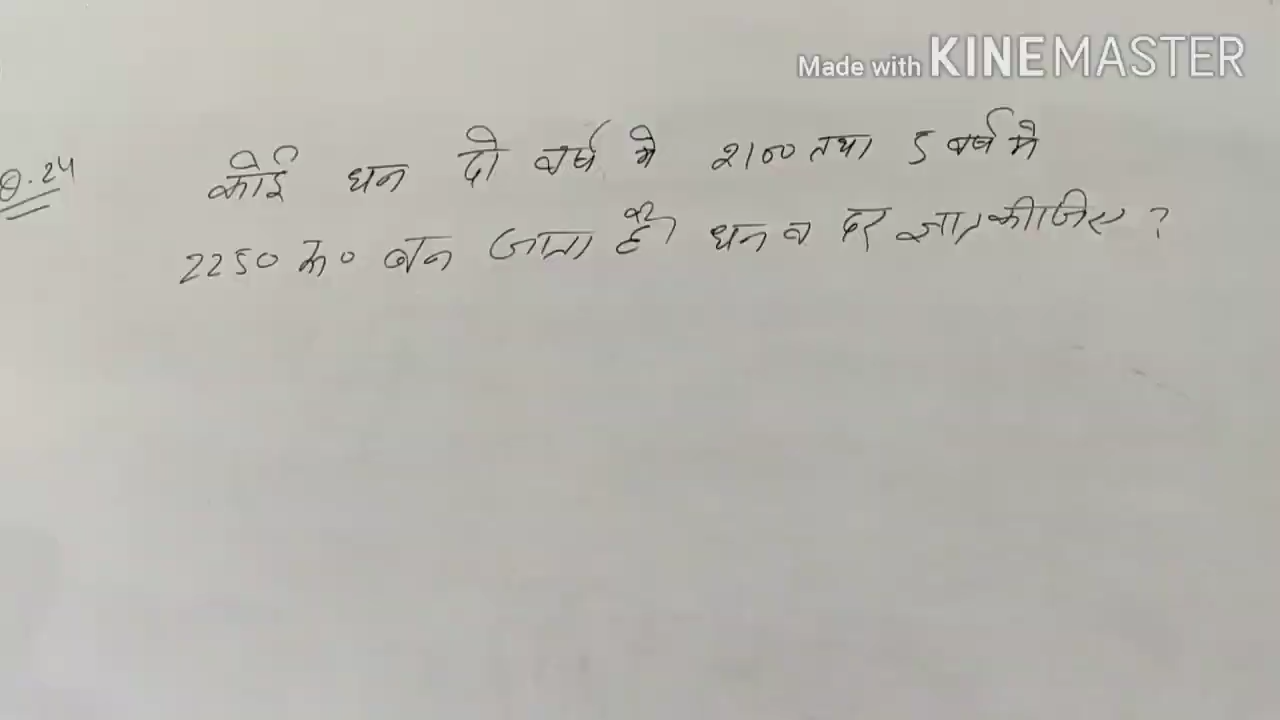 Made with KINEMASTER
Q.24 कोई धन दो वर्ष मे 2100 तथा 5 वर्ष मे
2250 रू० बन जाता है। धन व दर ज्ञात कीजिए ?